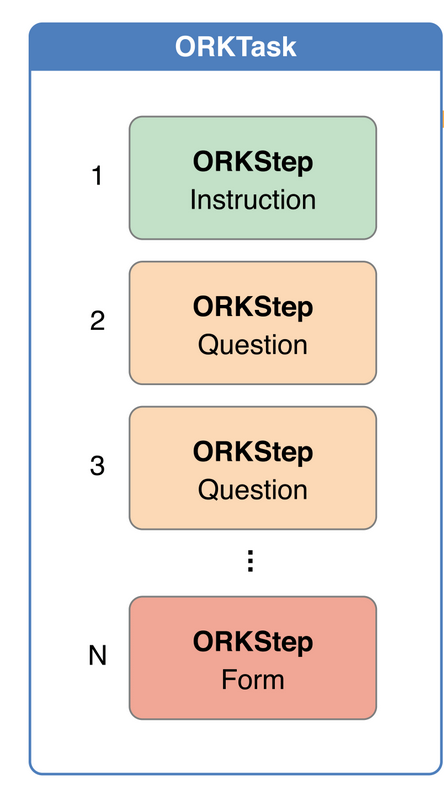 ORKTask
1
ORKStep
Instruction
2
ORKStep
Question
3
ORKStep
Question
⋮
N
ORKStep
Form